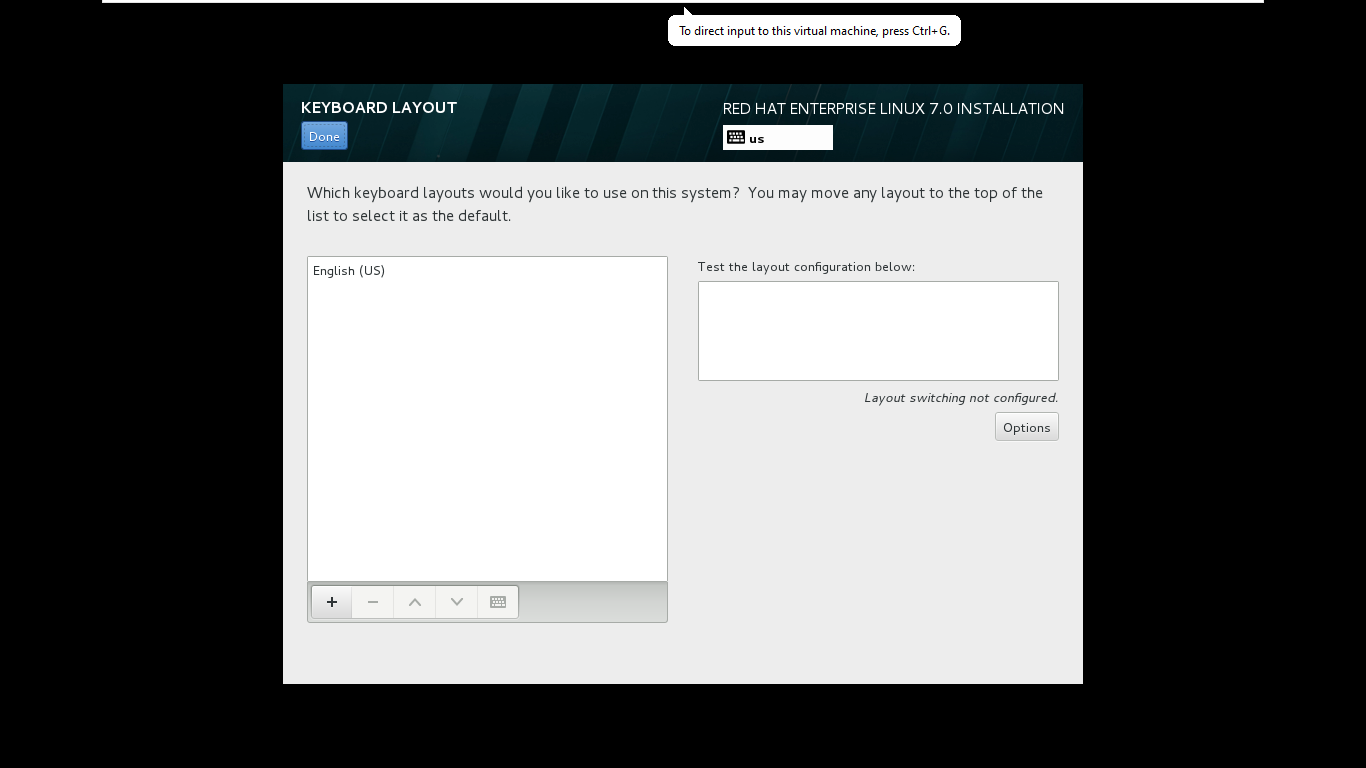 To direct input to this virtual machine, press Ctrl+G.
KEYBOARD LAYOUT
Done
RED HAT ENTERPRISE LINUX 7.0 INSTALLATION
us
Which keyboard layouts would you like to use on this system?  You may move any layout to the top of the
list to select it as the default.
English (US)
Test the layout configuration below:
Layout switching not configured.
Options